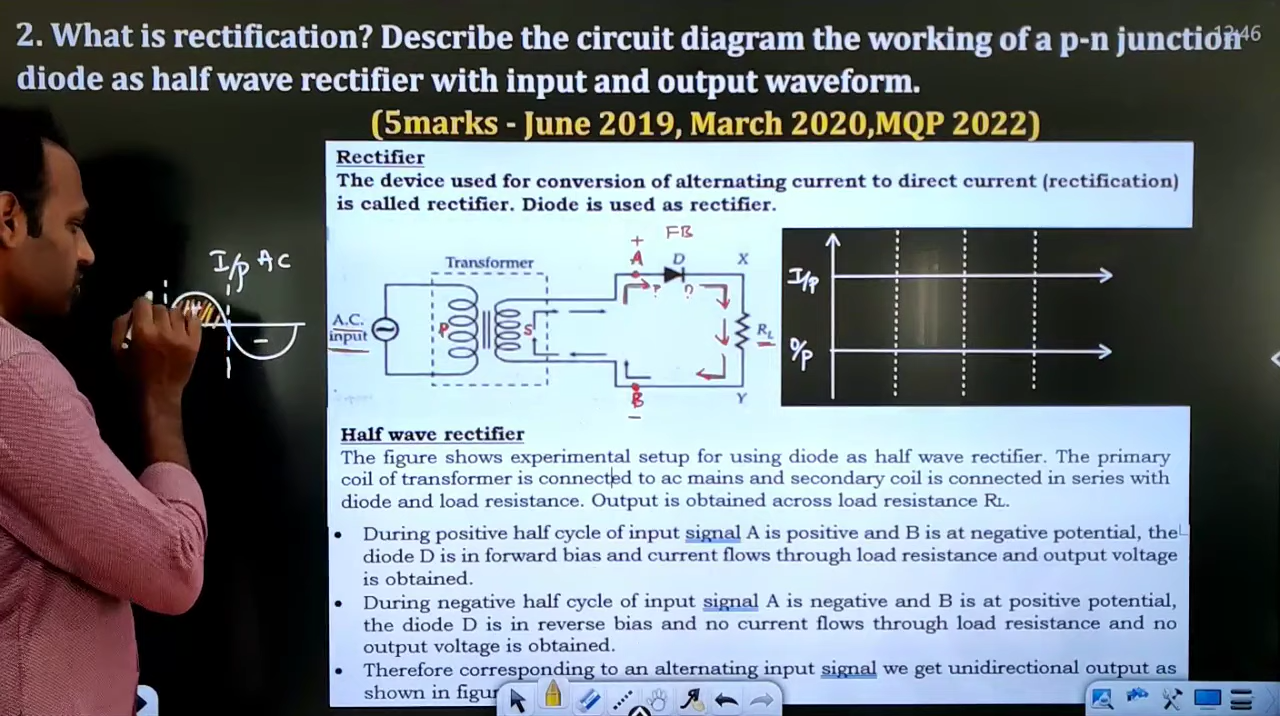 2. What is rectification? Describe the circuit diagram the working of a p-n junction
diode as half wave rectifier with input and output waveform.
(5marks - June 2019, March 2020,MQP 2022)
Rectifier
The device used for conversion of alternating current to direct current (rectification)
is called rectifier. Diode is used as rectifier.
I/p AC
-
Transformer
A.C.
input
P
S
+
A
FB
D
X
RL
B
-
Y
I/p
O/p
Half wave rectifier
The figure shows experimental setup for using diode as half wave rectifier. The primary
coil of transformer is connected to ac mains and secondary coil is connected in series with
diode and load resistance. Output is obtained across load resistance RL.
• During positive half cycle of input signal A is positive and B is at negative potential, the
diode D is in forward bias and current flows through load resistance and output voltage
is obtained.
• During negative half cycle of input signal A is negative and B is at positive potential,
the diode D is in reverse bias and no current flows through load resistance and no
output voltage is obtained.
• Therefore corresponding to an alternating input signal we get unidirectional output as
shown in figur